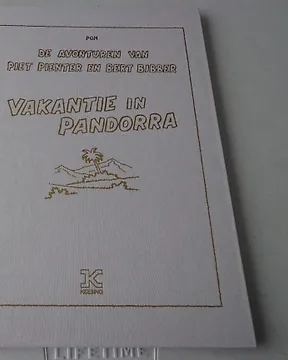 POM
DE AVONTUREN VAN
PIET PIENTER EN BERT BIBBER
VAKANTIE IN
PANDORRA
K
KEESING
LIFETIME